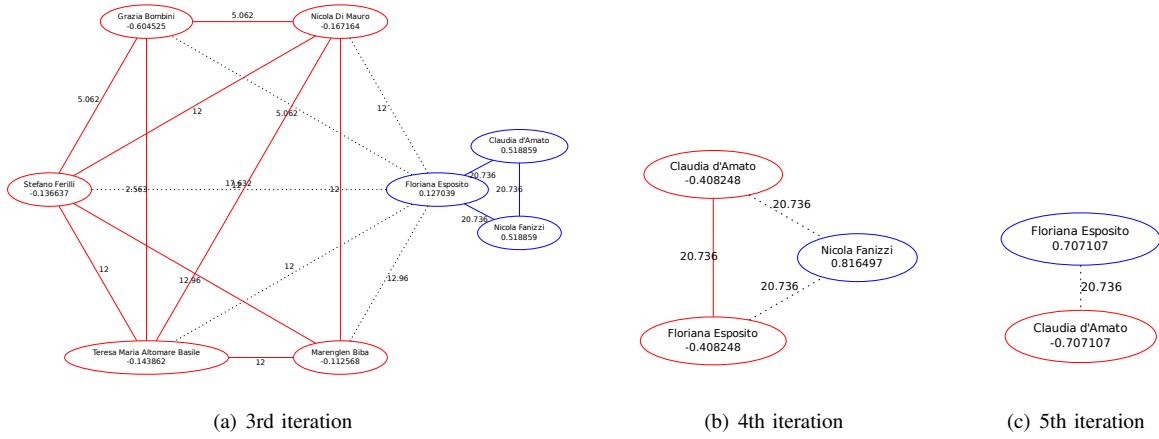 Grazia Bombini
-0.604525
5.062
Nicola Di Mauro
-0.167164
5.062
12
5.062
12
Claudia d'Amato
0.518859
Stefano Ferilli
-0.136637
2.563
17.632
12
Floriana Esposito
0.127039
20.736
20.736
20.736
Nicola Fanizzi
0.518859
12
12.96
12
12.96
Teresa Maria Altomare Basile
-0.143862
12
Marenglen Biba
-0.112568
(a) 3rd iteration
Claudia d'Amato
-0.408248
20.736
20.736
Nicola Fanizzi
0.816497
20.736
Floriana Esposito
-0.408248
(b) 4th iteration
Floriana Esposito
0.707107
20.736
Claudia d'Amato
-0.707107
(c) 5th iteration